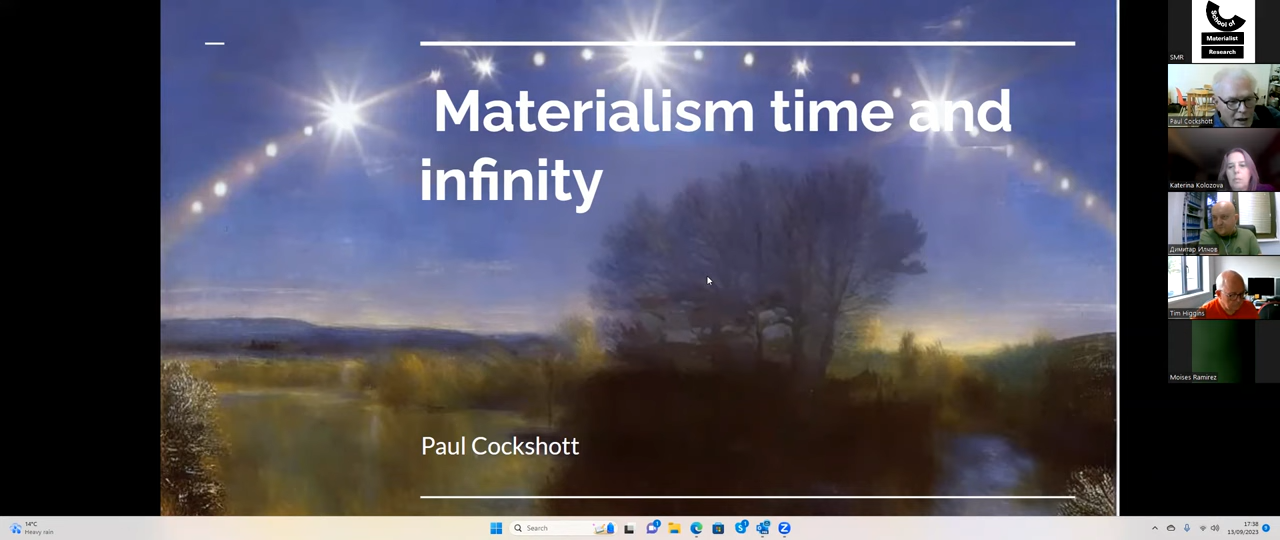 Materialism time and
infinity
Paul Cockshott
School of
Materialist
Research
SMR
Paul Cockshott
Katerina Kolozova
Димитар Илчов
Tim Higgins
Moises Ramirez
14°C
Heavy rain
Search
17:38
13/09/2023